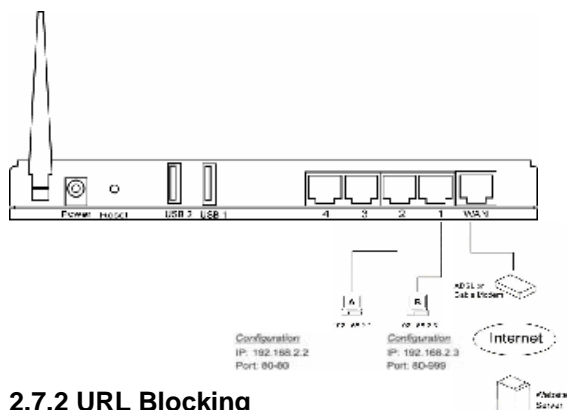 Power Reset USB 2 USB 1 4 3 2 1 WAN
ADSL or
Cable Modem
A B
Configuration Configuration
IP: 192.168.2.2 IP: 192.168.2.3
Port: 80-80 Port: 80-999
Internet
Website
Server
2.7.2 URL Blocking